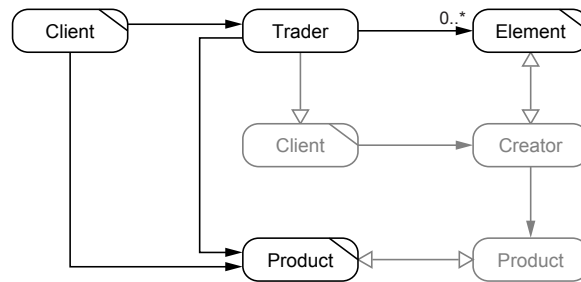 Client
Trader
0..*
Element
Client
Creator
Product
Product